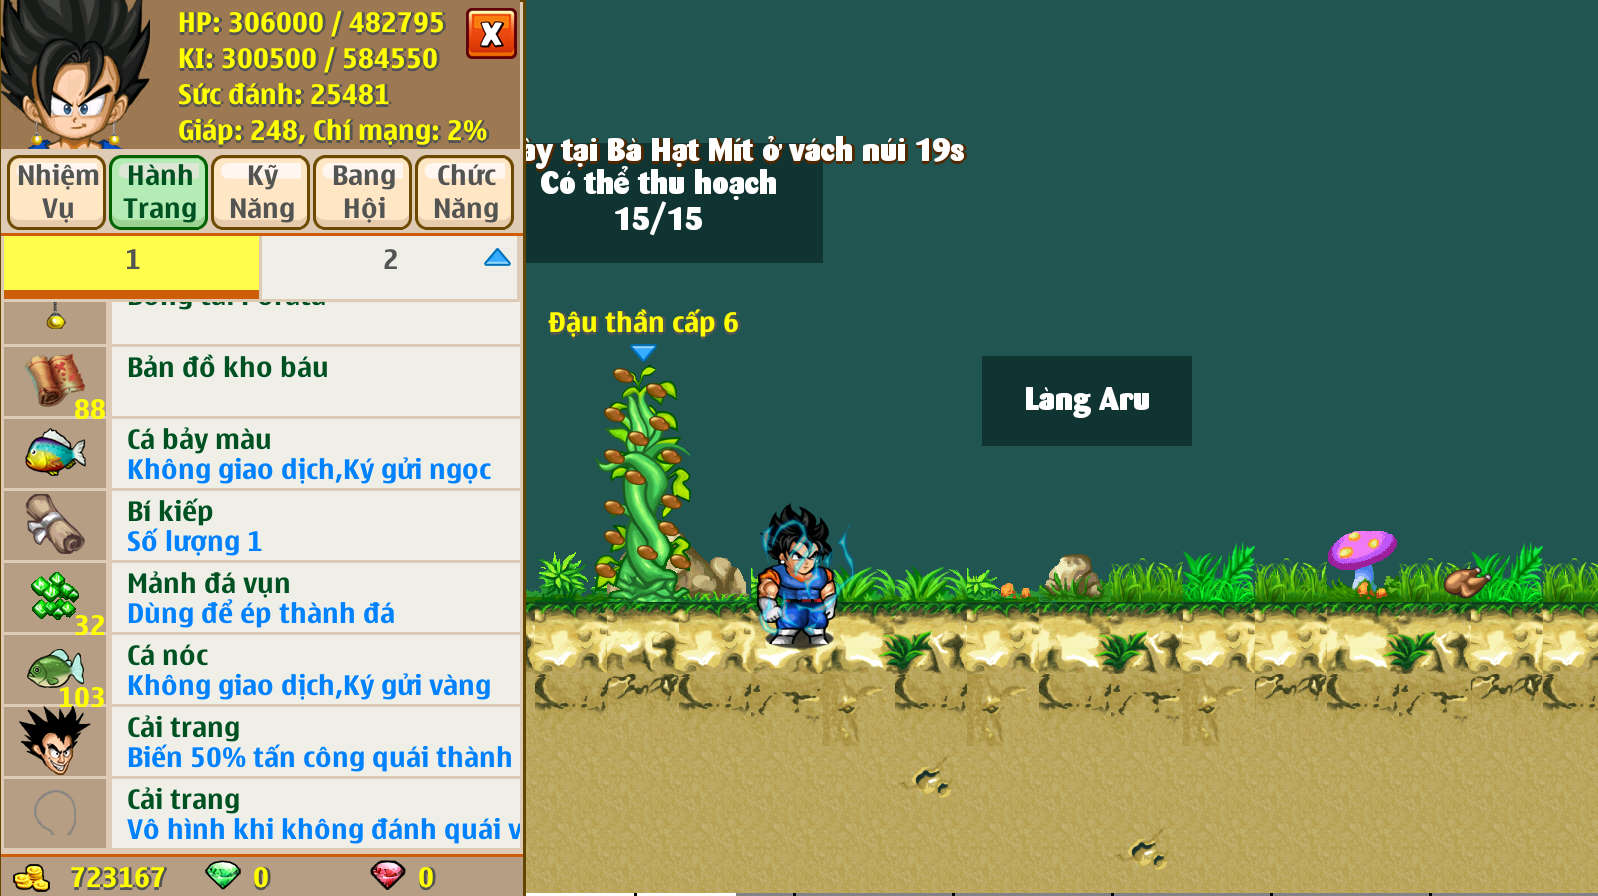 HP: 306000 / 482795
KI: 300500 / 584550
Sức đánh: 25481
Giáp: 248, Chí mạng: 2%
X
Nhiệm Vụ
Hành Trang
Kỹ Năng
Bang Hội
Chức Năng
1
2
Bông tai Porata
Bản đồ kho báu
88
Cá bảy màu
Không giao dịch,Ký gửi ngọc
Bí kiếp
Số lượng 1
Mảnh đá vụn
Dùng để ép thành đá
32
Cá nóc
Không giao dịch,Ký gửi vàng
103
Cải trang
Biến 50% tấn công quái thành
Cải trang
Vô hình khi không đánh quái v
723167
0
0
ày tại Bà Hạt Mít ở vách núi 19s
Có thể thu hoạch
15/15
Đậu thần cấp 6
Làng Aru